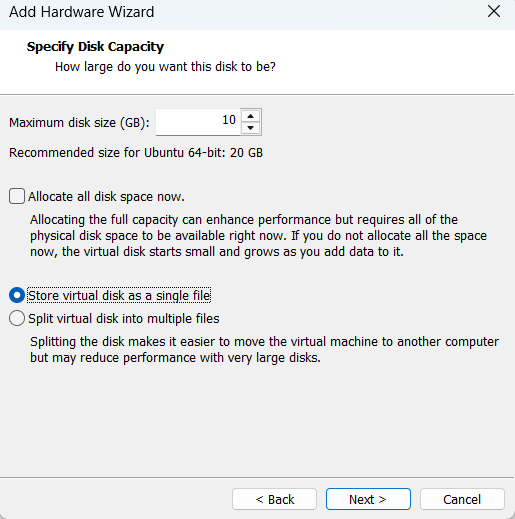 Add Hardware Wizard
Specify Disk Capacity
How large do you want this disk to be?
Maximum disk size (GB): 10
Recommended size for Ubuntu 64-bit: 20 GB
Allocate all disk space now.
Allocating the full capacity can enhance performance but requires all of the
physical disk space to be available right now. If you do not allocate all the space
now, the virtual disk starts small and grows as you add data to it.
Store virtual disk as a single file
Split virtual disk into multiple files
Splitting the disk makes it easier to move the virtual machine to another computer
but may reduce performance with very large disks.
< Back Next > Cancel